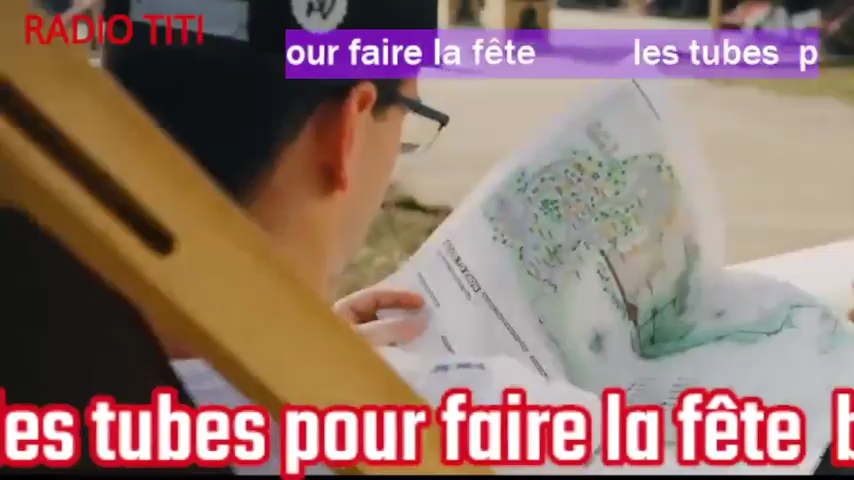 RADIO TITI
our faire la fête les tubes p
les tubes pour faire la fête b